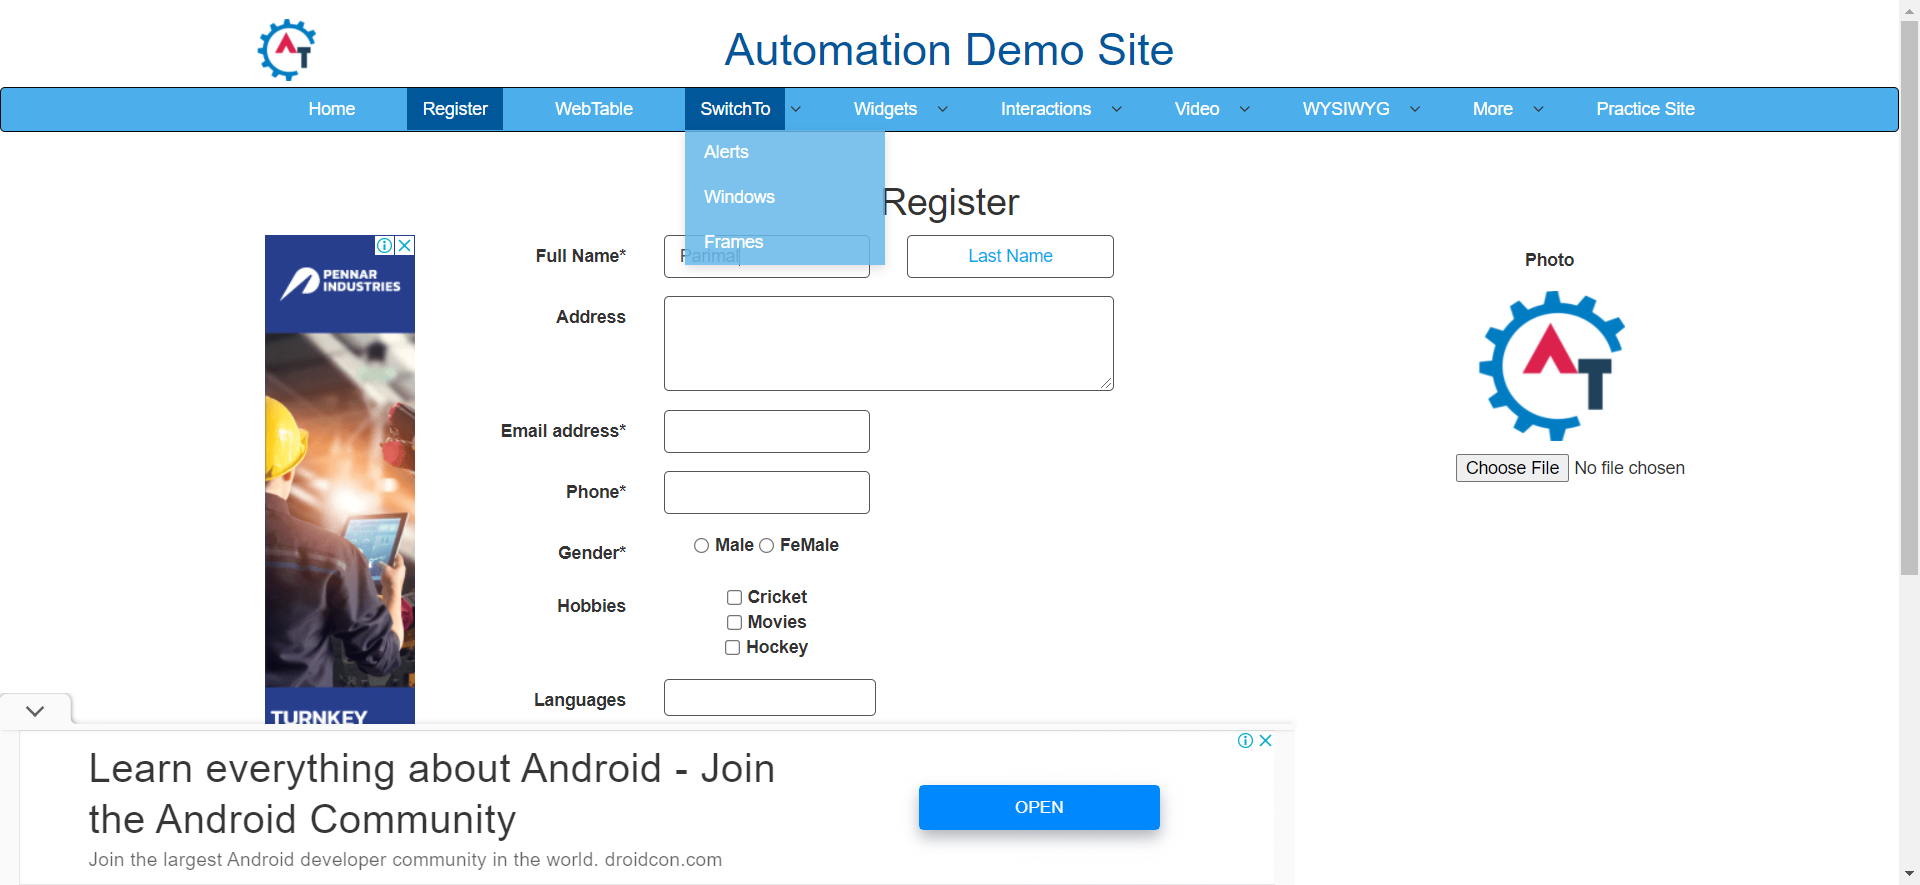 AT
Automation Demo Site
Home Register WebTable SwitchTo Widgets Interactions Video WYSIWYG More Practice Site
Alerts
Windows
Frames
Register
PENNAR
INDUSTRIES
TURNKEY
Full Name*
Parimal
Last Name
Address
Email address*
Phone*
Gender*
Male FeMale
Hobbies
Cricket
Movies
Hockey
Languages
Photo
AT
Choose File No file chosen
Learn everything about Android - Join
the Android Community
Join the largest Android developer community in the world. droidcon.com
OPEN